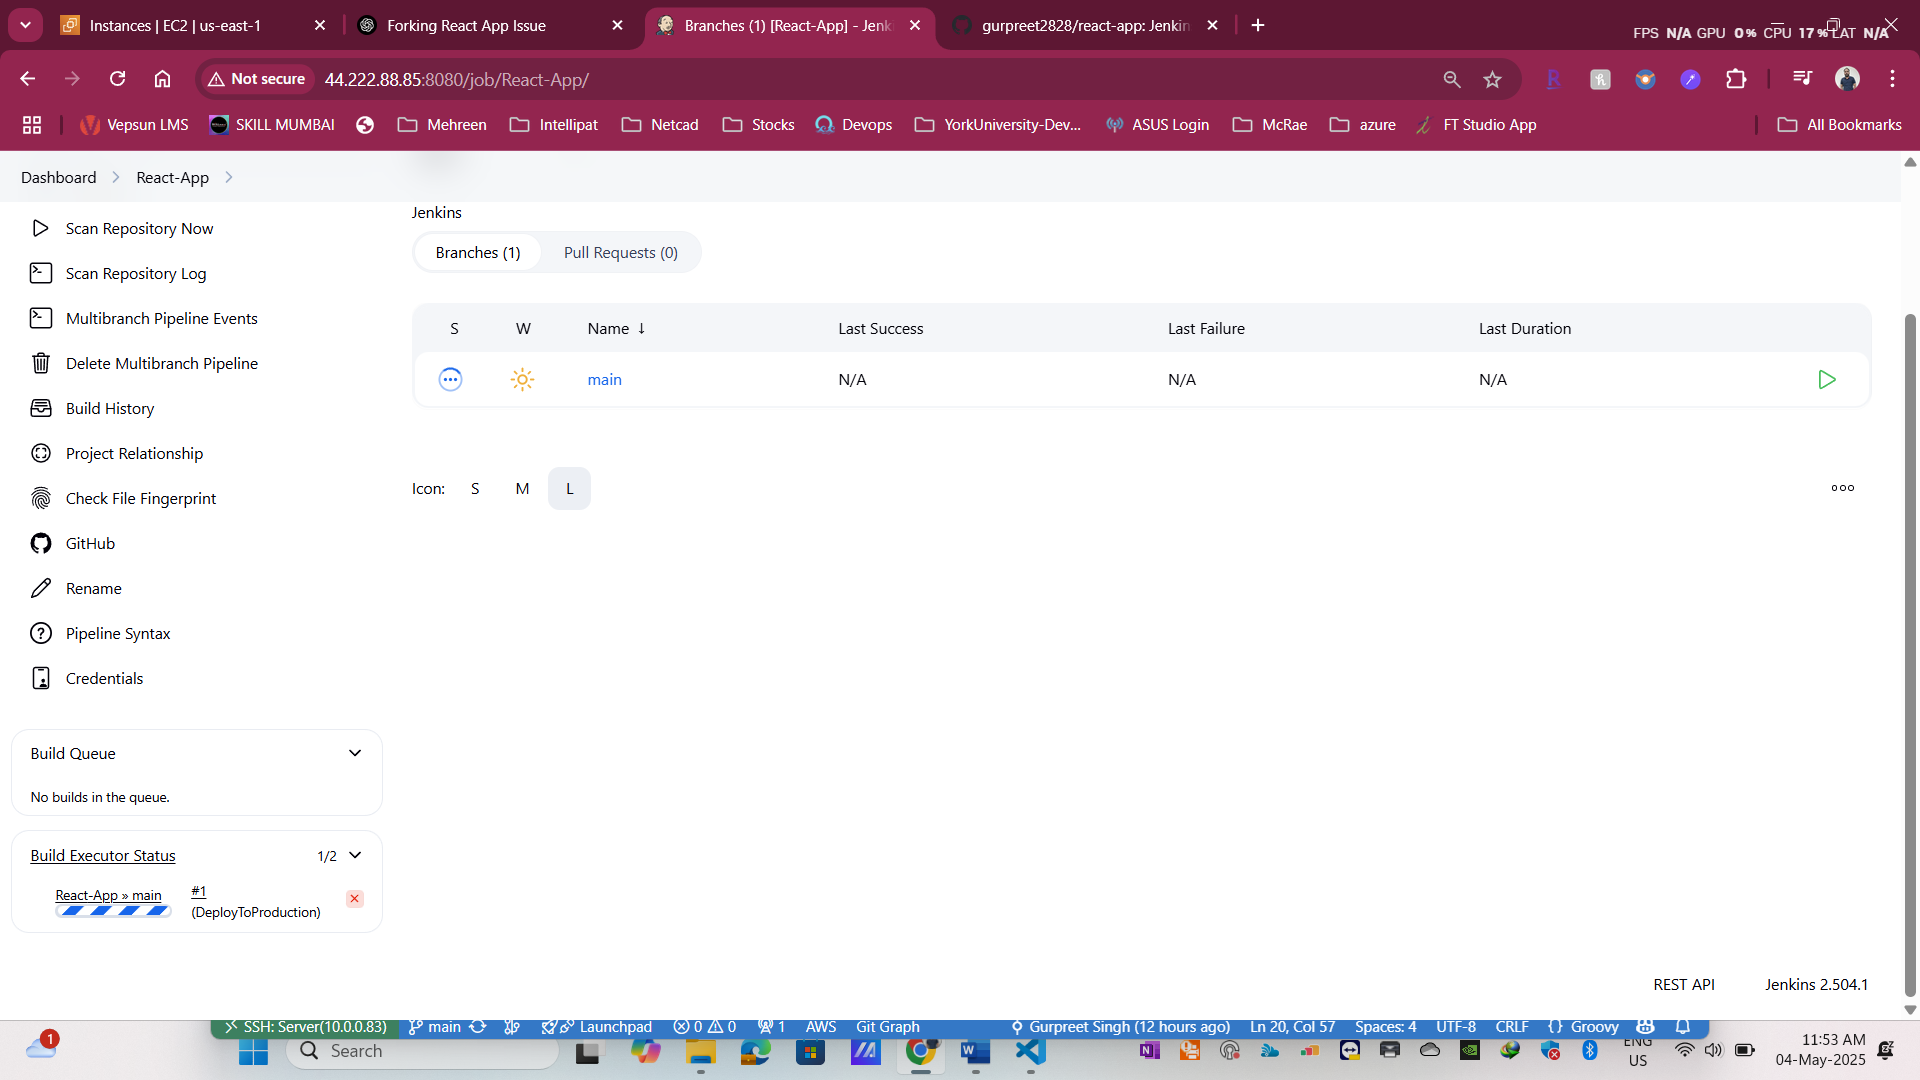 Instances | EC2 | us-east-1
Forking React App Issue
Branches (1) [React-App] - Jenk
gurpreet2828/react-app: Jenkin
FPS N/A GPU 0% CPU 17% LAT N/A
Not secure
44.222.88.85:8080/job/React-App/
Vepsun LMS
SKILL MUMBAI
Mehreen
Intellipat
Netcad
Stocks
Devops
YorkUniversity-Dev...
ASUS Login
McRae
azure
FT Studio App
All Bookmarks
Dashboard
React-App
Scan Repository Now
Scan Repository Log
Multibranch Pipeline Events
Delete Multibranch Pipeline
Build History
Project Relationship
Check File Fingerprint
GitHub
Rename
Pipeline Syntax
Credentials
Build Queue
No builds in the queue.
Build Executor Status 1/2
React-App » main #1
(DeployToProduction)
Jenkins
Branches (1) Pull Requests (0)
S W Name ↓ Last Success Last Failure Last Duration
main N/A N/A N/A
Icon: S M L
REST API Jenkins 2.504.1
SSH: Server(10.0.0.83) main Launchpad 0 0 1 AWS Git Graph Gurpreet Singh (12 hours ago) Ln 20, Col 57 Spaces: 4 UTF-8 CRLF {} Groovy
1
Search
ENG
US
11:53 AM
04-May-2025